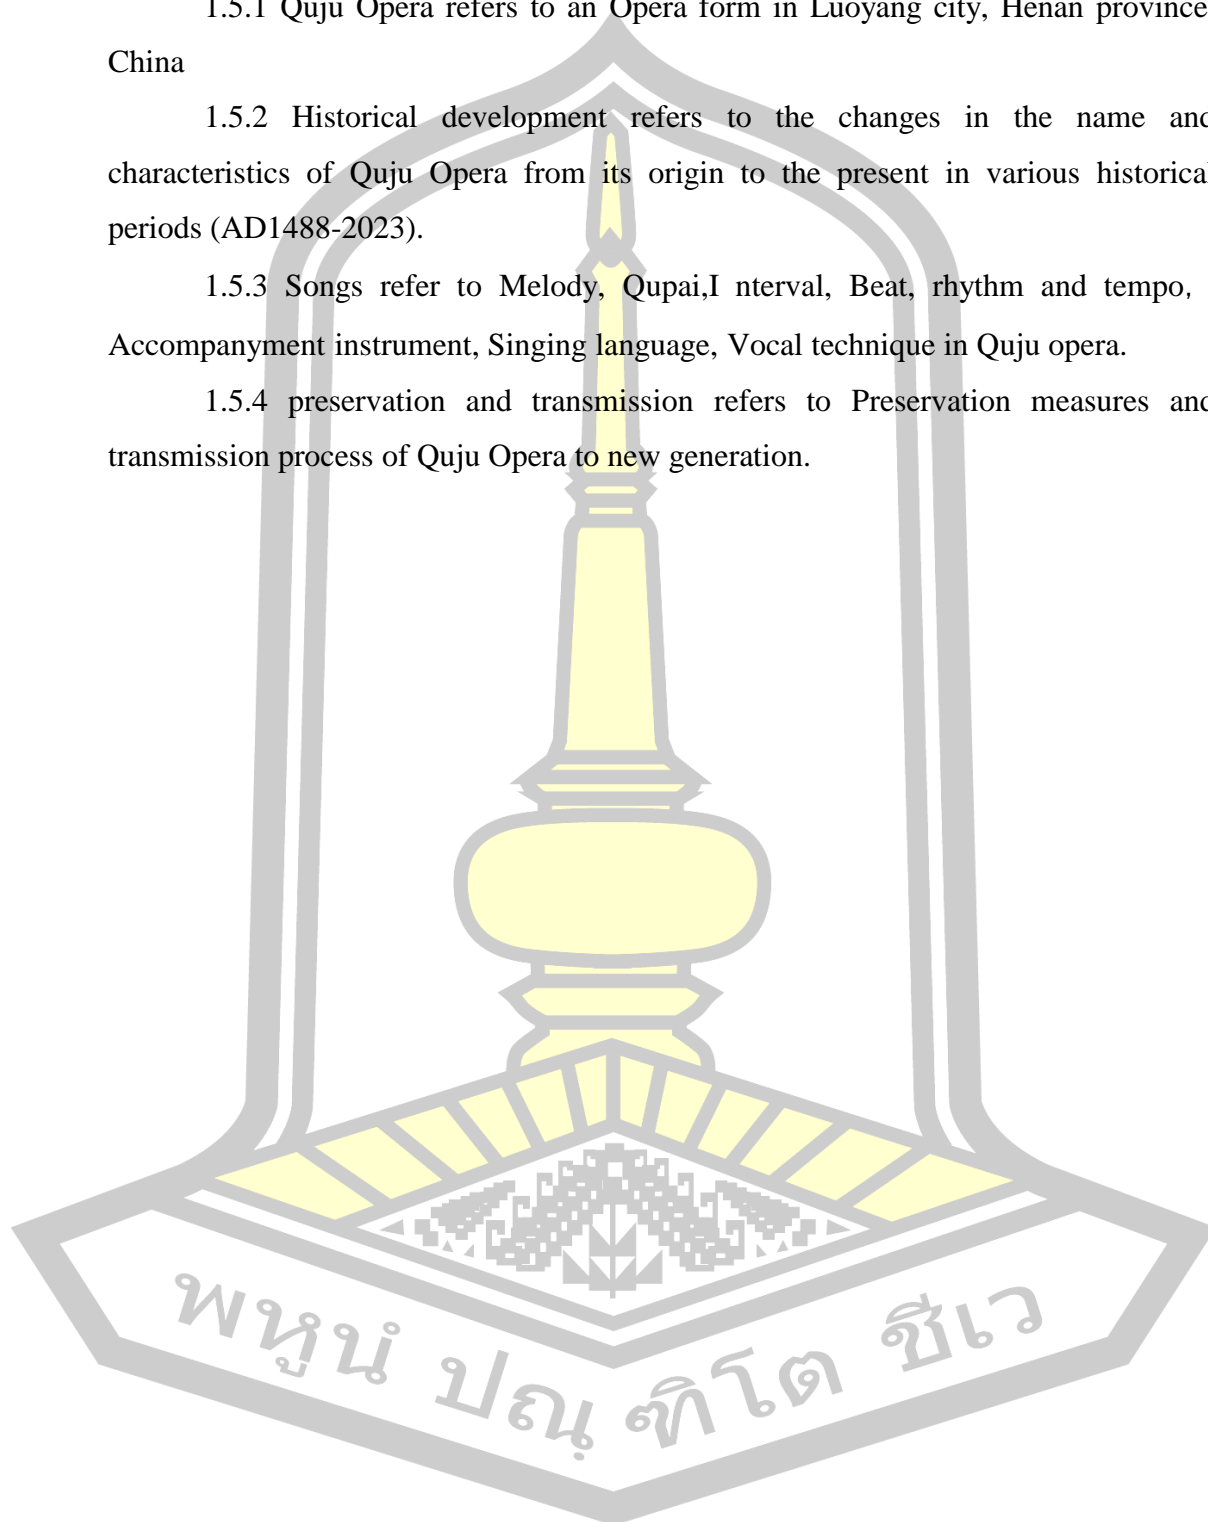 1.5.1 Quju Opera refers to an Opera form in Luoyang city, Henan province
China
1.5.2 Historical development refers to the changes in the name and
characteristics of Quju Opera from its origin to the present in various historical
periods (AD1488-2023).
1.5.3 Songs refer to Melody, Qupai,I nterval, Beat, rhythm and tempo,
Accompanyment instrument, Singing language, Vocal technique in Quju opera.
1.5.4 preservation and transmission refers to Preservation measures and
transmission process of Quju Opera to new generation.
พหูนํ ปณฺฑิโต ชีเว